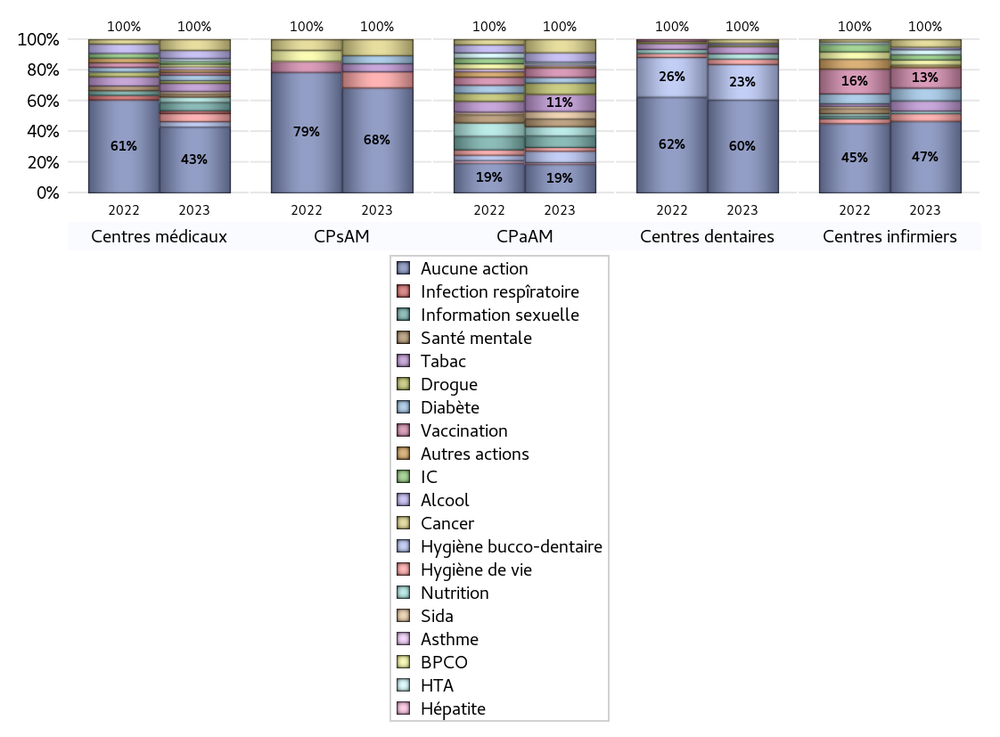 100% 100% 100% 100% 100% 100% 100% 100% 100% 100%
100%
80%
60%
40%
20%
0%
61% 43% 79% 68% 19% 11% 19% 26% 62% 23% 60% 16% 45% 13% 47%
2022 2023 2022 2023 2022 2023 2022 2023 2022 2023
Centres médicaux CPsAM CPaAM Centres dentaires Centres infirmiers
Aucune action
Infection respîratoire
Information sexuelle
Santé mentale
Tabac
Drogue
Diabète
Vaccination
Autres actions
IC
Alcool
Cancer
Hygiène bucco-dentaire
Hygiène de vie
Nutrition
Sida
Asthme
BPCO
HTA
Hépatite